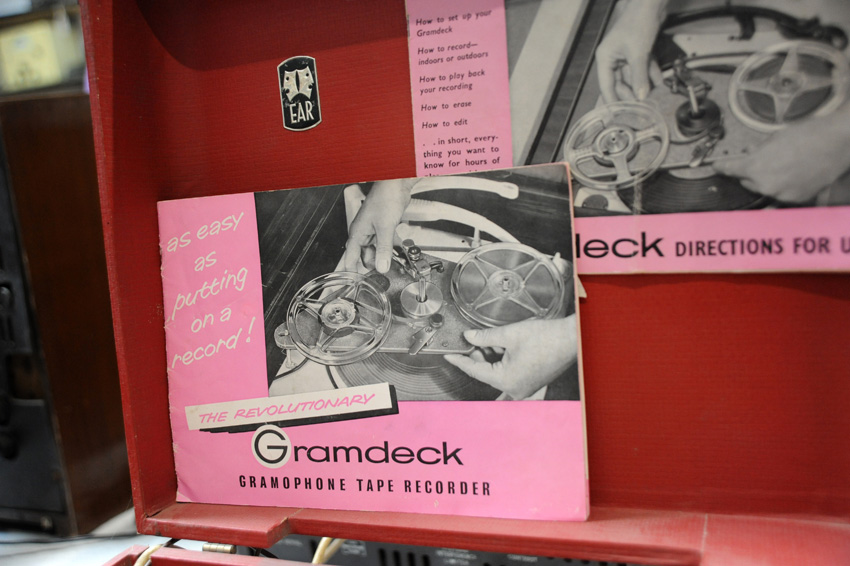 How to set up your
Gramdeck
How to record—
indoors or outdoors
How to play back
your recording
How to erase
How to edit
. . in short, every-
thing you want to
know for hours of
EAR
deck DIRECTIONS FOR U
as easy
as
putting
on a
record!
THE REVOLUTIONARY
Gramdeck
GRAMOPHONE TAPE RECORDER